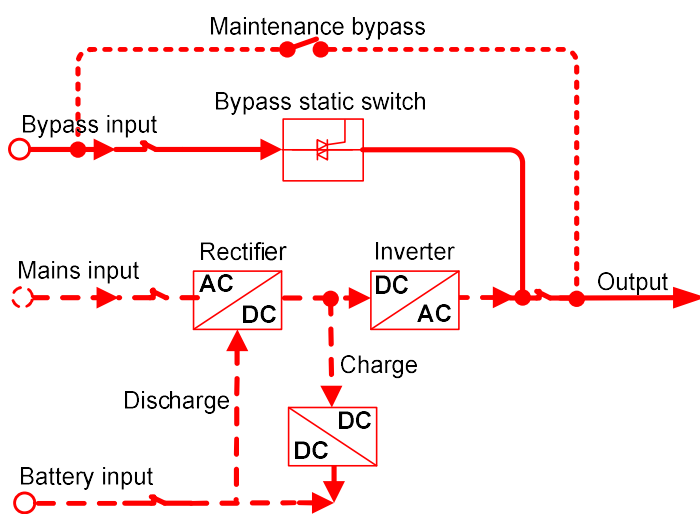 Maintenance bypass
Bypass static switch
Bypass input
Rectifier
Inverter
Mains input
AC
DC
DC
AC
Output
Charge
Discharge
DC
DC
Battery input